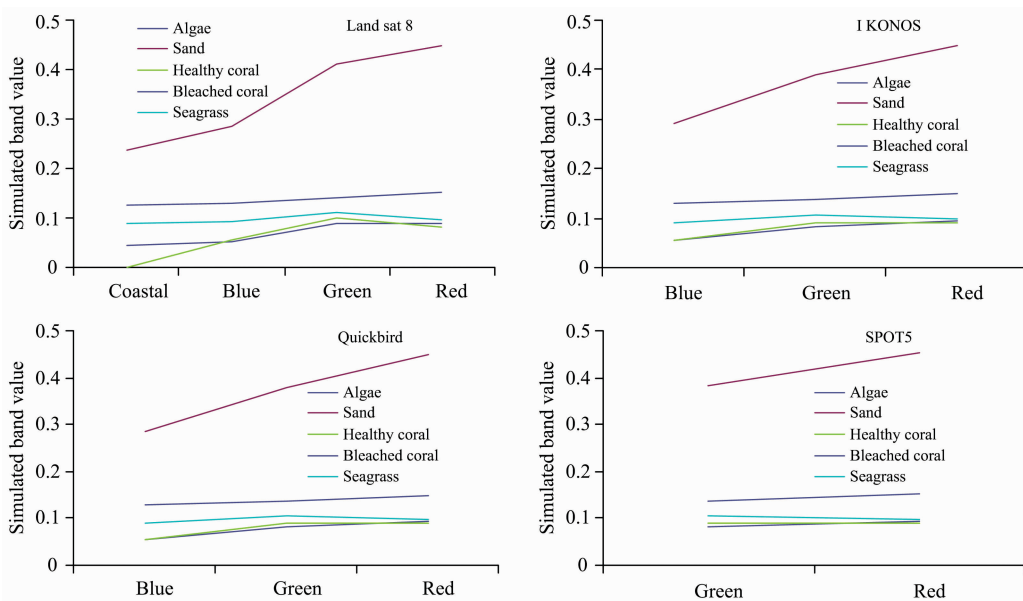 Land sat 8
Simulated band value
0.5
0.4
0.3
0.2
0.1
0
Algae
Sand
Healthy coral
Bleached coral
Seagrass
Coastal Blue Green Red
I KONOS
Simulated band value
0.5
0.4
0.3
0.2
0.1
0
Algae
Sand
Healthy coral
Bleached coral
Seagrass
Blue Green Red
Quickbird
Simulated band value
0.5
0.4
0.3
0.2
0.1
0
Algae
Sand
Healthy coral
Bleached coral
Seagrass
Blue Green Red
SPOT5
Simulated band value
0.5
0.4
0.3
0.2
0.1
0
Algae
Sand
Healthy coral
Bleached coral
Seagrass
Green Red